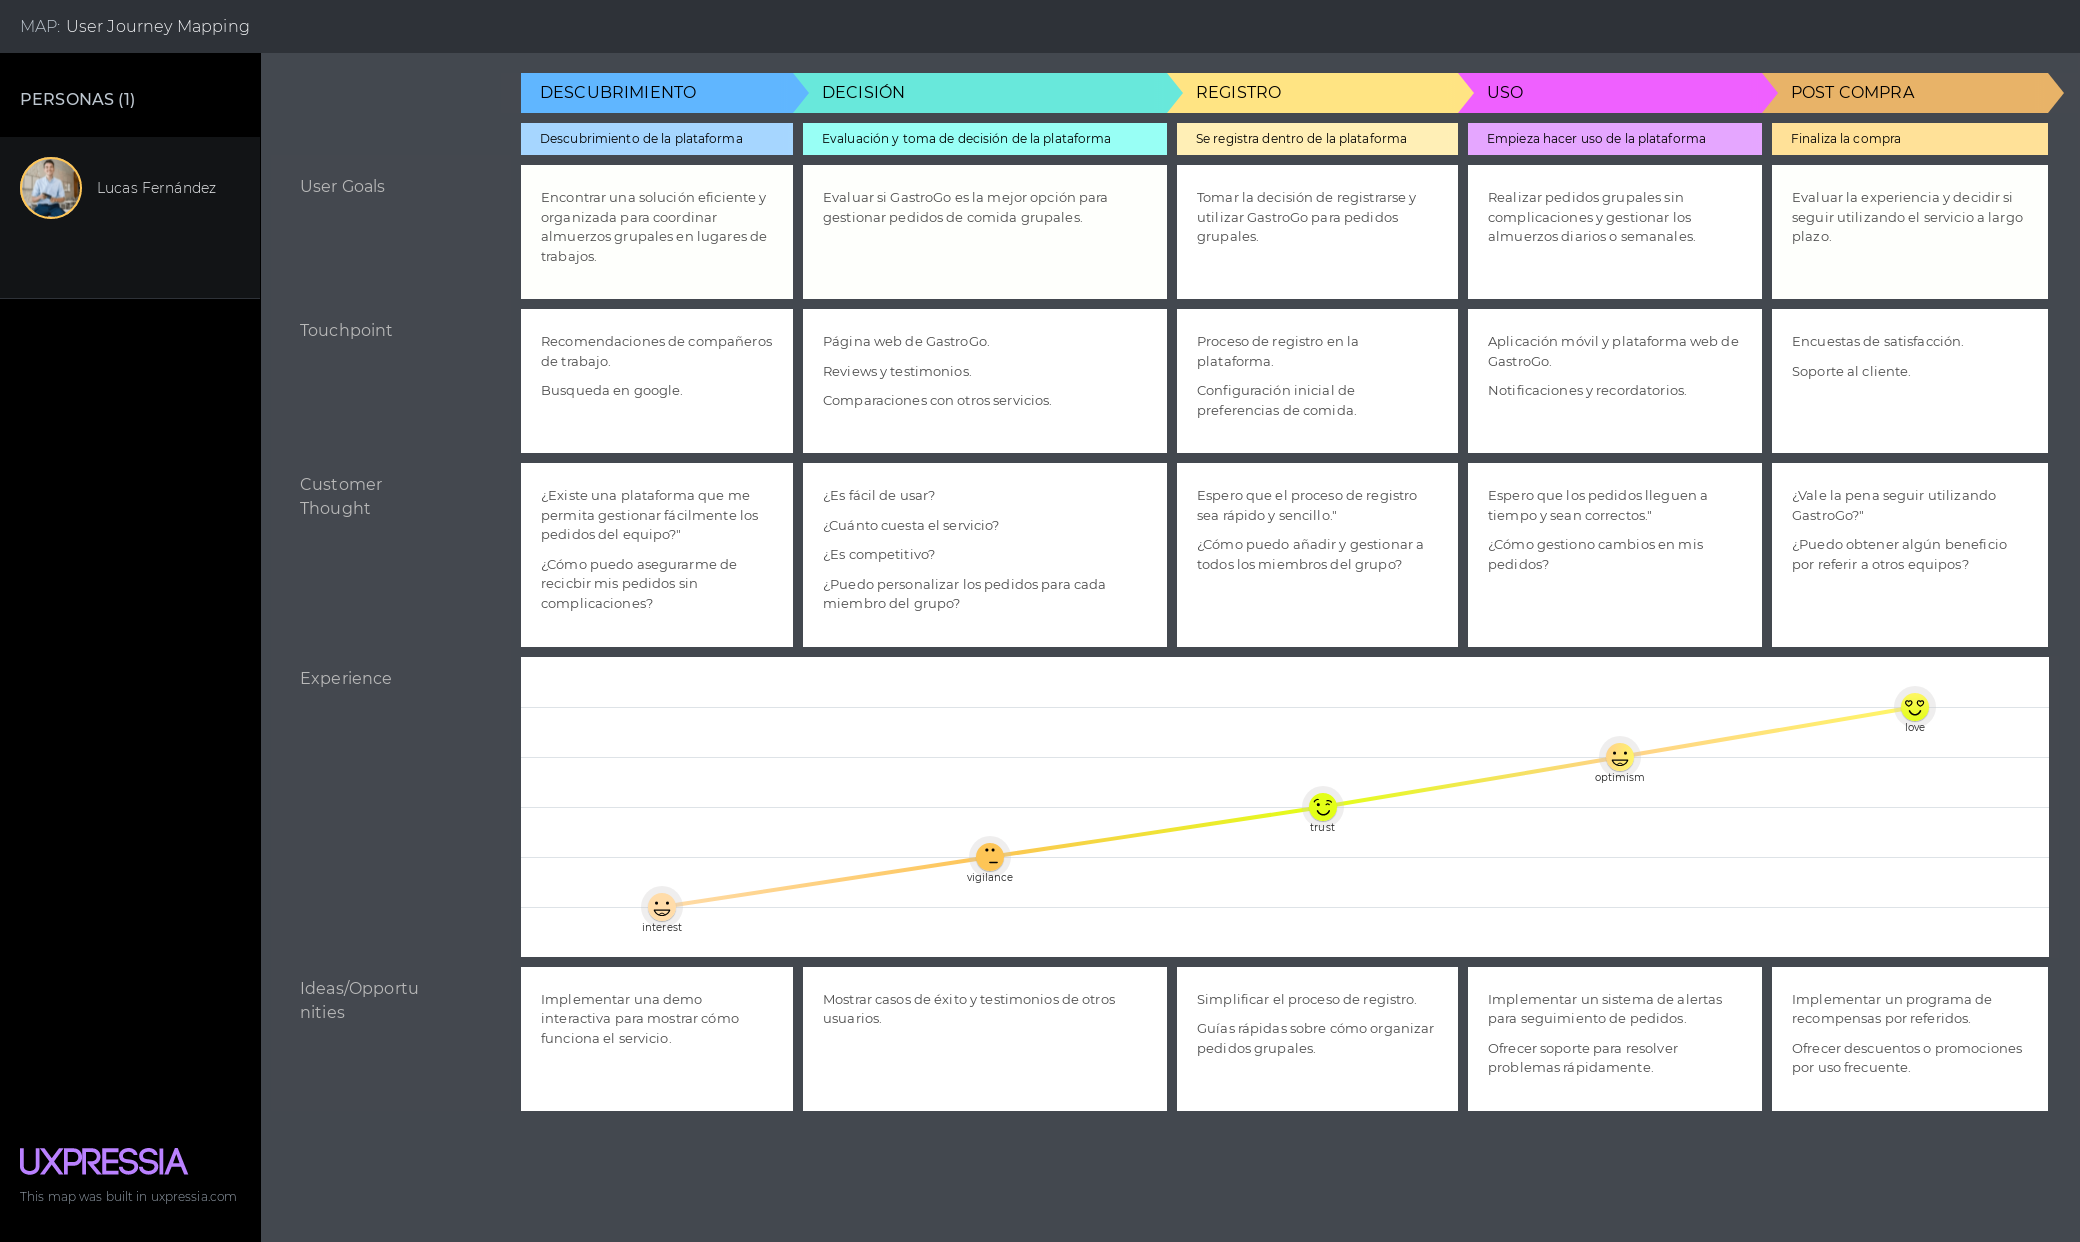 MAP: User Journey Mapping
PERSONAS (1)
Lucas Fernández
DESCUBRIMIENTO
DECISIÓN
REGISTRO
USO
POST COMPRA
Descubrimiento de la plataforma
Evaluación y toma de decisión de la plataforma
Se registra dentro de la plataforma
Empieza hacer uso de la plataforma
Finaliza la compra
User Goals
Encontrar una solución eficiente y
organizada para coordinar
almuerzos grupales en lugares de
trabajos.
Evaluar si GastroGo es la mejor opción para
gestionar pedidos de comida grupales.
Tomar la decisión de registrarse y
utilizar GastroGo para pedidos
grupales.
Realizar pedidos grupales sin
complicaciones y gestionar los
almuerzos diarios o semanales.
Evaluar la experiencia y decidir si
seguir utilizando el servicio a largo
plazo.
Touchpoint
Recomendaciones de compañeros
de trabajo.
Busqueda en google.
Página web de GastroGo.
Reviews y testimonios.
Comparaciones con otros servicios.
Proceso de registro en la
plataforma.
Configuración inicial de
preferencias de comida.
Aplicación móvil y plataforma web de
GastroGo.
Notificaciones y recordatorios.
Encuestas de satisfacción.
Soporte al cliente.
Customer
Thought
¿Existe una plataforma que me
permita gestionar fácilmente los
pedidos del equipo?"
¿Cómo puedo asegurarme de
recicbir mis pedidos sin
complicaciones?
¿Es fácil de usar?
¿Cuánto cuesta el servicio?
¿Es competitivo?
¿Puedo personalizar los pedidos para cada
miembro del grupo?
Espero que el proceso de registro
sea rápido y sencillo."
¿Cómo puedo añadir y gestionar a
todos los miembros del grupo?
Espero que los pedidos lleguen a
tiempo y sean correctos."
¿Cómo gestiono cambios en mis
pedidos?
¿Vale la pena seguir utilizando
GastroGo?"
¿Puedo obtener algún beneficio
por referir a otros equipos?
Experience
interest
vigilance
trust
optimism
love
Ideas/Opportu
nities
Implementar una demo
interactiva para mostrar cómo
funciona el servicio.
Mostrar casos de éxito y testimonios de otros
usuarios.
Simplificar el proceso de registro.
Guías rápidas sobre cómo organizar
pedidos grupales.
Implementar un sistema de alertas
para seguimiento de pedidos.
Ofrecer soporte para resolver
problemas rápidamente.
Implementar un programa de
recompensas por referidos.
Ofrecer descuentos o promociones
por uso frecuente.
UXPRESSIA
This map was built in uxpressia.com